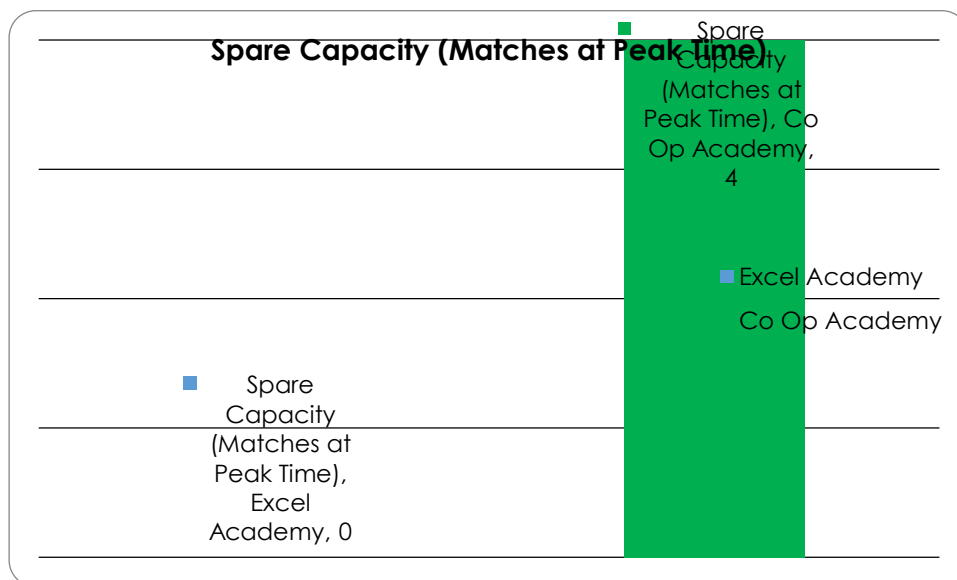 Spare Capacity (Matches at Peak Time)
Spare
Capacity
(Matches at
Peak Time), Co
Op Academy,
4
Excel Academy
Co Op Academy
Spare
Capacity
(Matches at
Peak Time),
Excel
Academy, 0